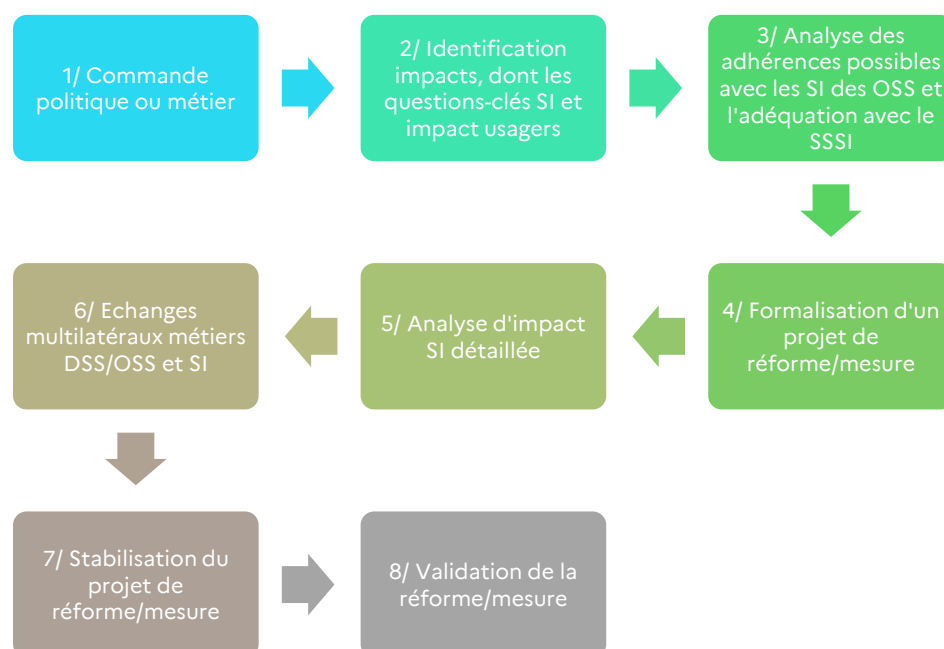 1/ Commande
politique ou métier
2/ Identification
impacts, dont les
questions-clés SI et
impact usagers
3/ Analyse des
adhérences possibles
avec les SI des OSS et
l'adéquation avec le
SSSI
4/ Formalisation d'un
projet de
réforme/mesure
5/ Analyse d'impact
SI détaillée
6/ Echanges
multilatéraux métiers
DSS/OSS et SI
7/ Stabilisation du
projet de
réforme/mesure
8/ Validation de la
réforme/mesure